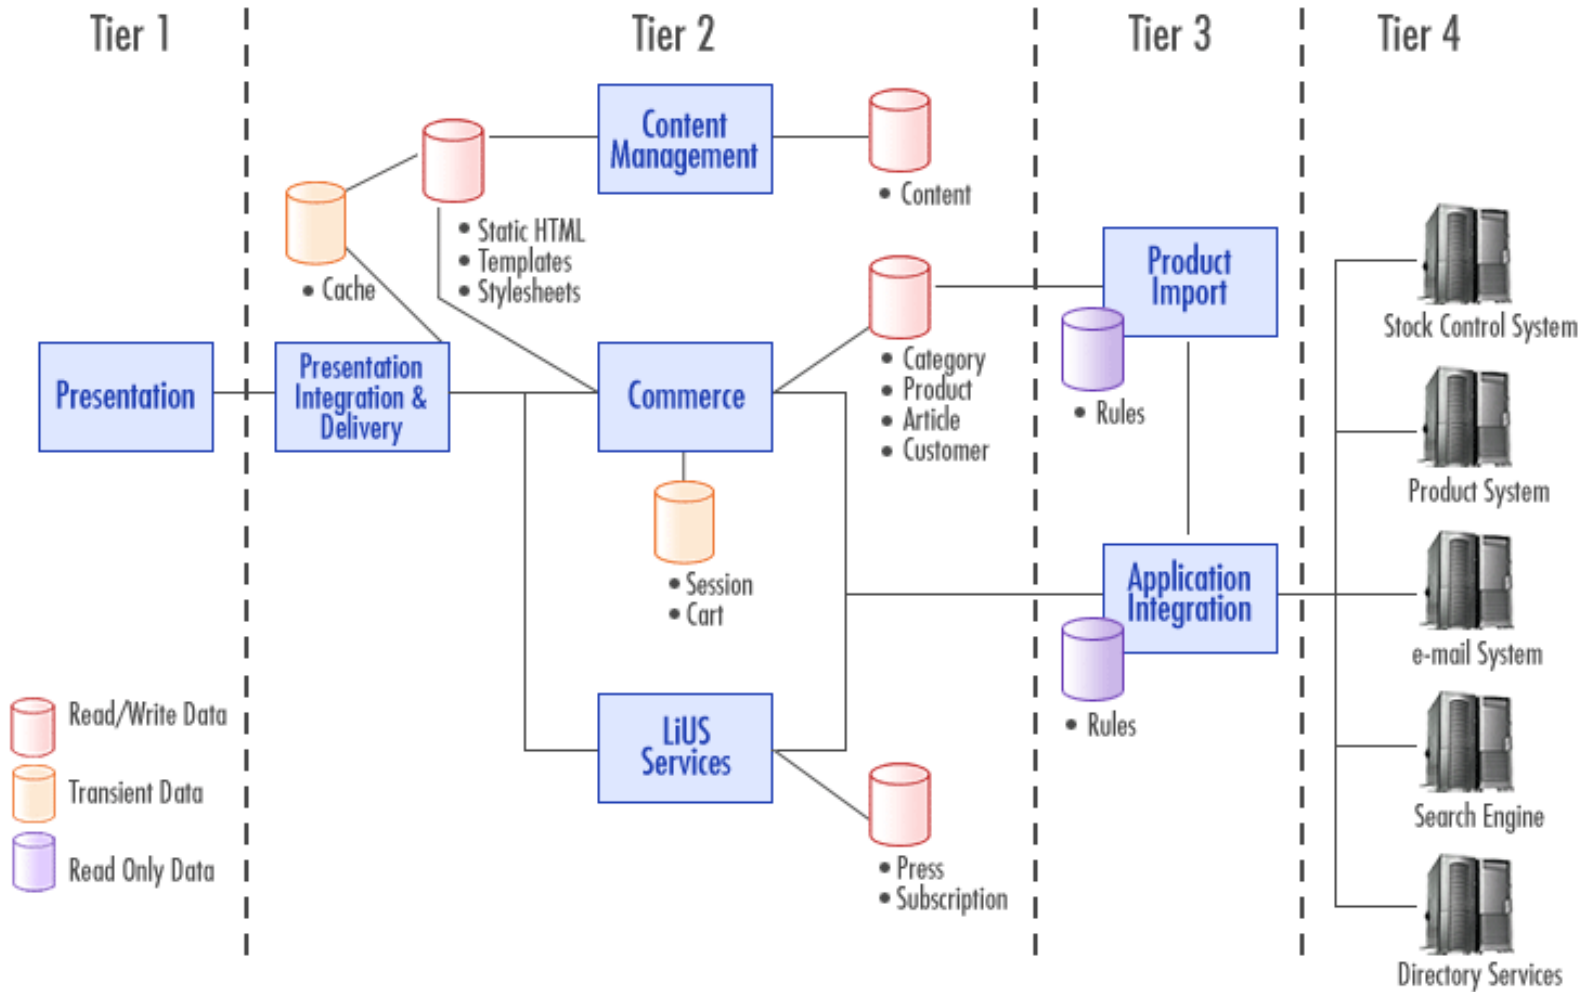 Tier 1
Tier 2
Tier 3
Tier 4
Content
Management
• Content
• Static HTML
• Templates
• Stylesheets
• Cache
Product
Import
• Rules
Stock Control System
Presentation
Presentation
Integration &
Delivery
Commerce
• Category
• Product
• Article
• Customer
Product System
• Session
• Cart
Application
Integration
• Rules
e-mail System
Read/Write Data
Transient Data
Read Only Data
LiUS
Services
• Press
• Subscription
Search Engine
Directory Services